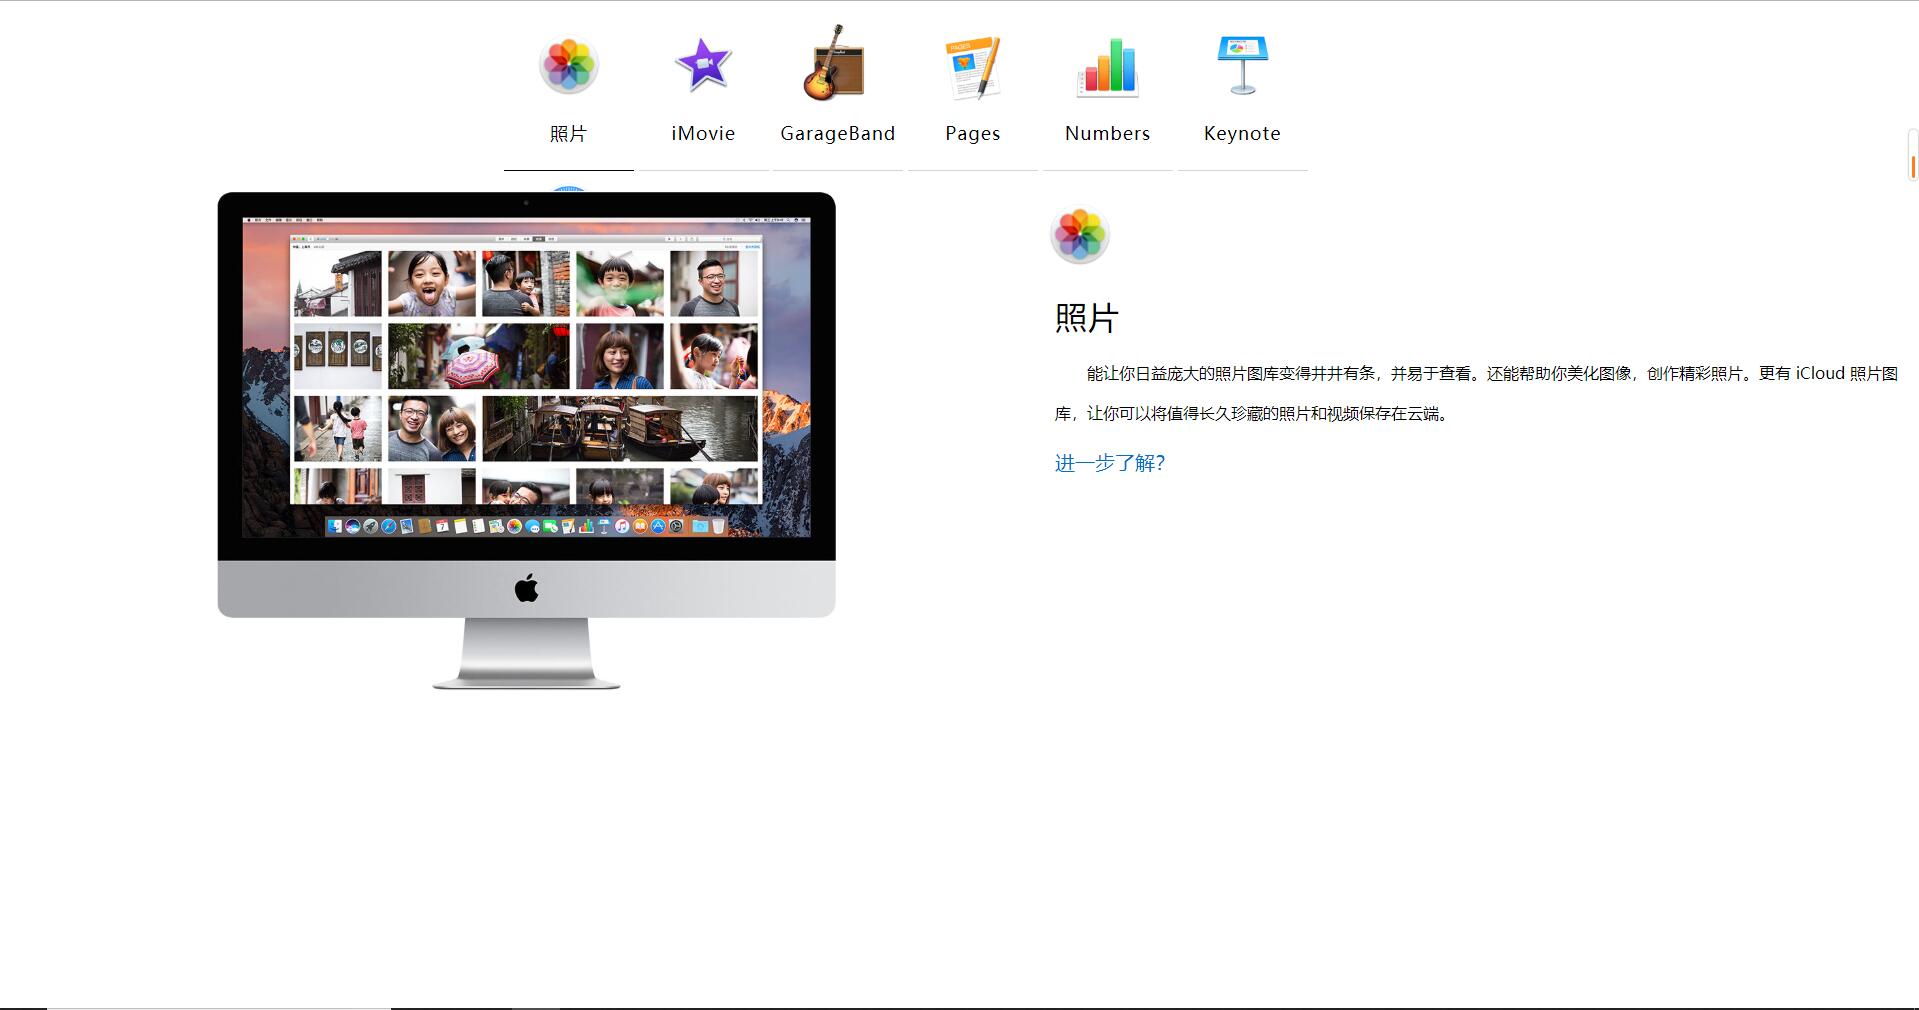 照片
iMovie
GarageBand
Pages
Numbers
Keynote
照片
能让你日益庞大的照片图库变得井井有条，并易于查看。还能帮助你美化图像，创作精彩照片。更有 iCloud 照片图
库，让你可以将值得长久珍藏的照片和视频保存在云端。
进一步了解?